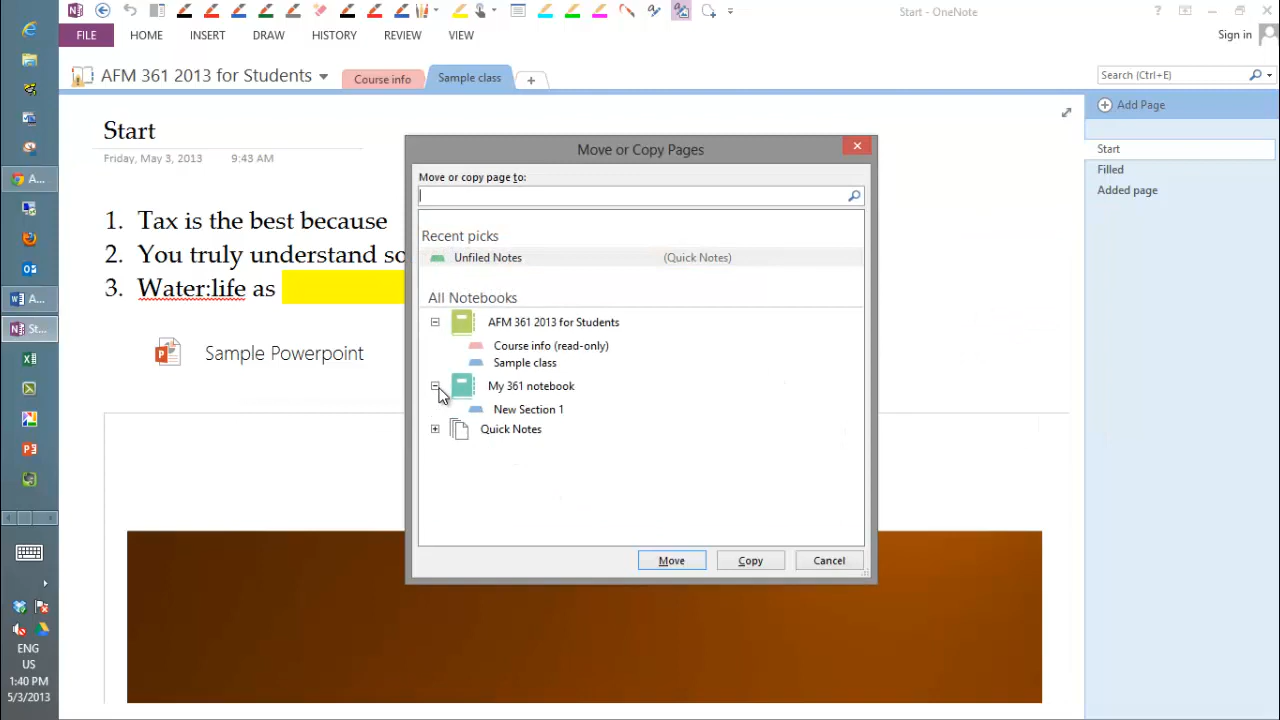 Start - OneNote
?
FILE HOME INSERT DRAW HISTORY REVIEW VIEW
Sign in
AFM 361 2013 for Students
Course info
Sample class
Search (Ctrl+E)
Add Page
Start
Filled
Added page
Start
Friday, May 3, 2013 9:43 AM
1. Tax is the best because
2. You truly understand so
3. Water:life as
Sample Powerpoint
Move or Copy Pages
Move or copy page to:
Recent picks
Unfiled Notes (Quick Notes)
All Notebooks
AFM 361 2013 for Students
Course info (read-only)
Sample class
My 361 notebook
New Section 1
Quick Notes
Move Copy Cancel
A...
A...
St...
ENG
US
1:40 PM
5/3/2013